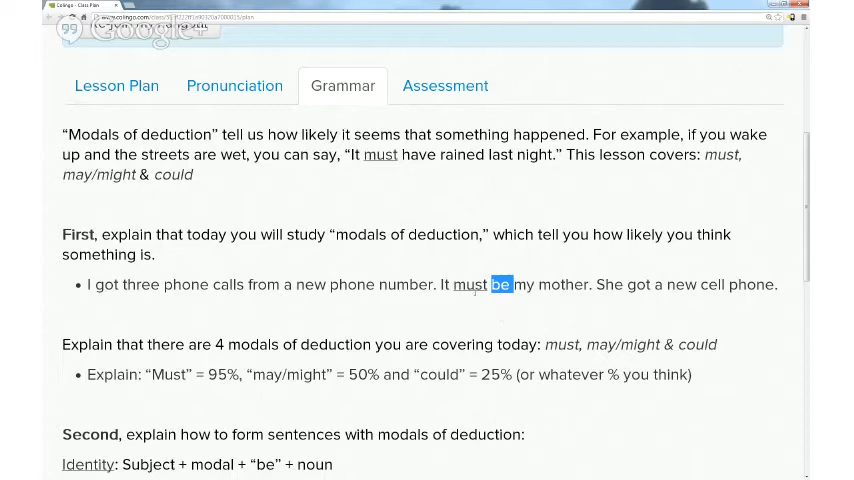 Colingo - Class Plan
Google+
Lesson Plan Pronunciation Grammar Assessment
“Modals of deduction” tell us how likely it seems that something happened. For example, if you wake
up and the streets are wet, you can say, “It must have rained last night.” This lesson covers: must,
may/might & could
First, explain that today you will study “modals of deduction,” which tell you how likely you think
something is.
• I got three phone calls from a new phone number. It must be my mother. She got a new cell phone.
Explain that there are 4 modals of deduction you are covering today: must, may/might & could
• Explain: “Must” = 95%, “may/might” = 50% and “could” = 25% (or whatever % you think)
Second, explain how to form sentences with modals of deduction:
Identity: Subject + modal + “be” + noun